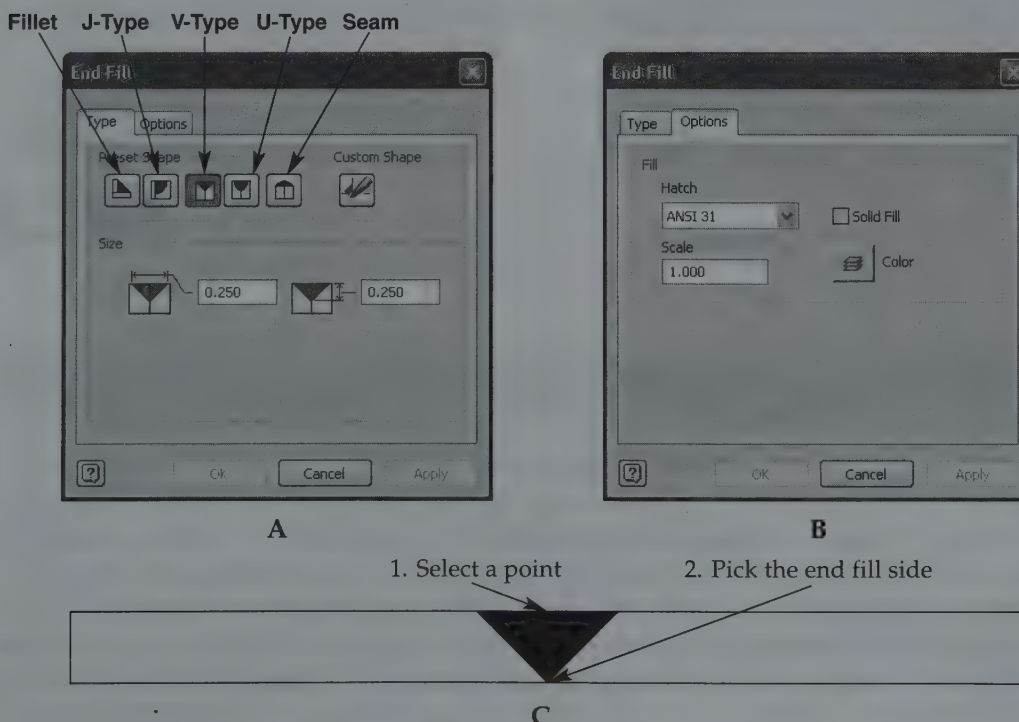 Fillet J-Type V-Type U-Type Seam
End Fill
Type Options
Preset Shape Custom Shape
Size
0.250 0.250
? Ok Cancel Apply
A
End Fill
Type Options
Fill
Hatch
ANSI 31 Solid Fill
Scale
1.000 Color
? OK Cancel Apply
B
1. Select a point 2. Pick the end fill side
C